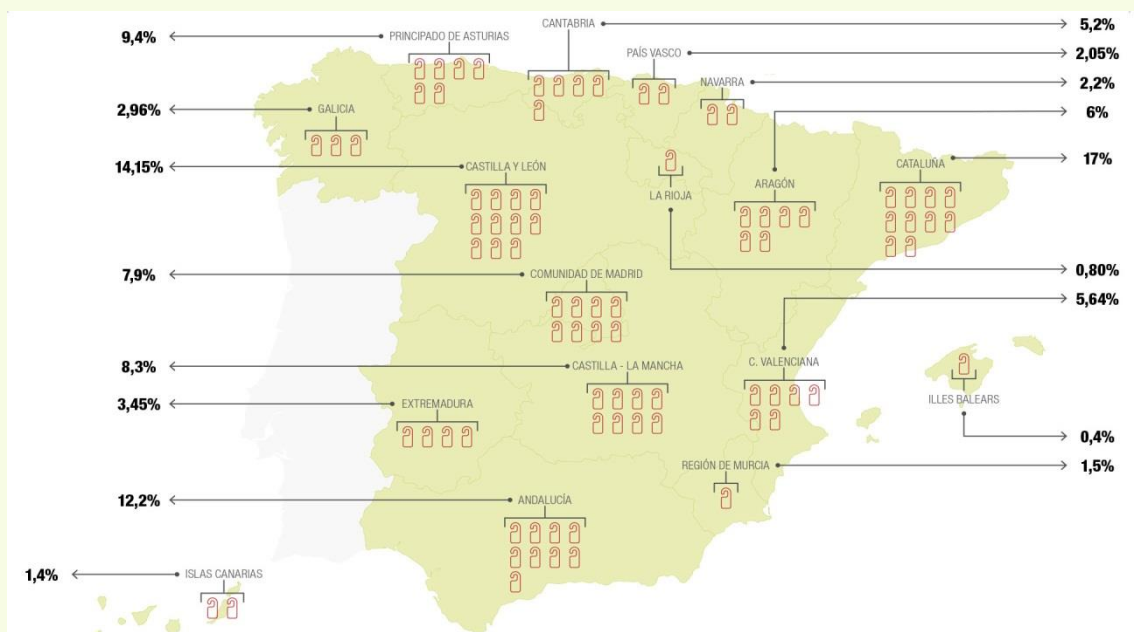 CANTABRIA
5,2%
9,4%
PRINCIPADO DE ASTURIAS
PAÍS VASCO
2,05%
NAVARRA
2,2%
2,96%
GALICIA
6%
14,15%
CASTILLA Y LEÓN
CATALUÑA
17%
ARAGÓN
LA RIOJA
7,9%
COMUNIDAD DE MADRID
0,80%
5,64%
8,3%
CASTILLA - LA MANCHA
C. VALENCIANA
3,45%
EXTREMADURA
ILLES BALEARS
0,4%
REGIÓN DE MURCIA
1,5%
12,2%
ANDALUCÍA
1,4%
ISLAS CANARIAS